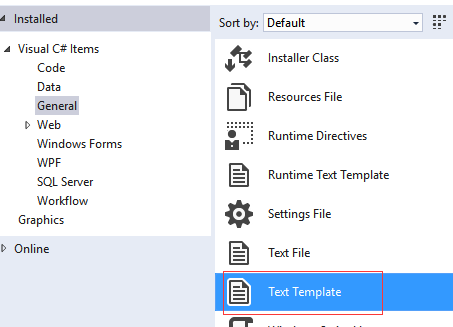 Installed
Visual C# Items
Code
Data
General
Web
Windows Forms
WPF
SQL Server
Workflow
Graphics
Online
Sort by: Default
Installer Class
Resources File
Runtime Directives
Runtime Text Template
Settings File
Text File
Text Template